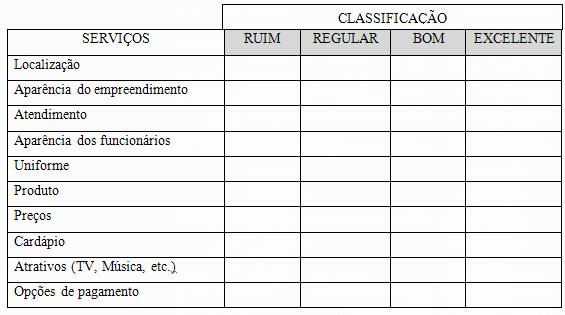 CLASSIFICAÇÃO
SERVIÇOS RUIM REGULAR BOM EXCELENTE
Localização
Aparência do empreendimento
Atendimento
Aparência dos funcionários
Uniforme
Produto
Preços
Cardápio
Atrativos (TV, Música, etc.)
Opções de pagamento